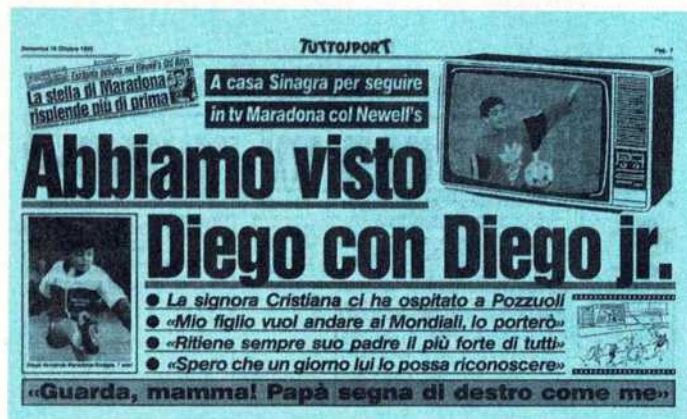 TUTTOSPORT
Pag. 7
La stella di Maradona
risplende più di prima
A casa Sinagra per seguire
in tv Maradona col Newell's
Abbiamo visto
Diego con Diego jr.
● La signora Cristiana ci ha ospitato a Pozzuoli
● «Mio figlio vuol andare ai Mondiali, lo porterò»
● «Ritiene sempre suo padre il più forte di tutti»
● «Spero che un giorno lui lo possa riconoscere»
«Guarda, mamma! Papà segna di destro come me»